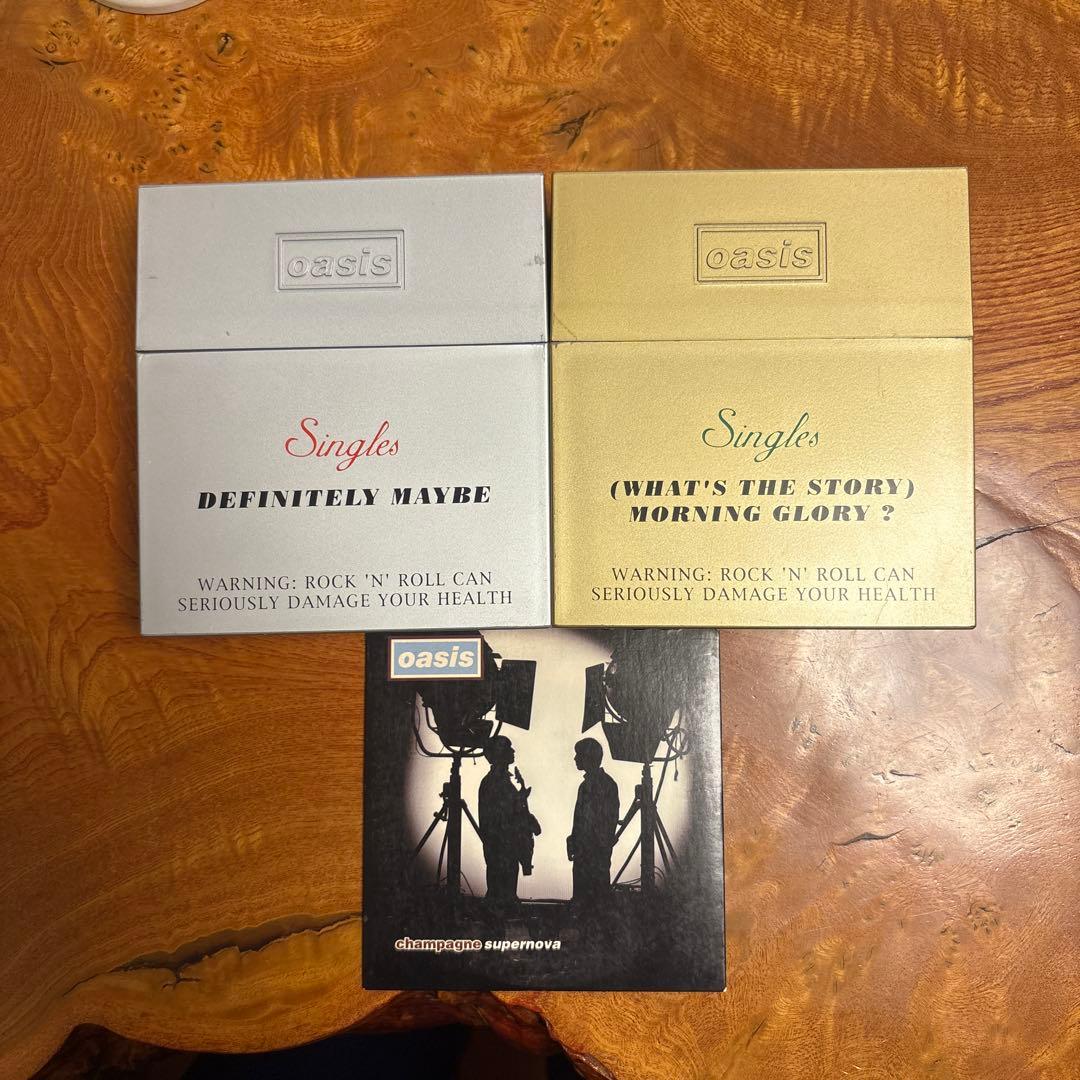 oasis
Singles
DEFINITELY MAYBE
WARNING: ROCK 'N' ROLL CAN
SERIOUSLY DAMAGE YOUR HEALTH
oasis
Singles
(WHAT'S THE STORY)
MORNING GLORY ?
WARNING: ROCK 'N' ROLL CAN
SERIOUSLY DAMAGE YOUR HEALTH
oasis
champagne supernova